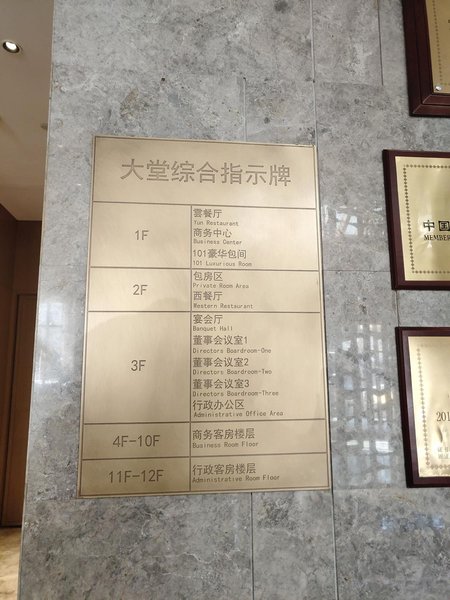 大堂综合指示牌
1F
雲餐厅
Yun Restaurant
商务中心
Business Center
101豪华包间
101 Luxurious Room
2F
包房区
Private Room Area
西餐厅
Western Restaurant
3F
宴会厅
Banquet Hall
董事会议室1
Directors Boardroom-One
董事会议室2
Directors Boardroom-Two
董事会议室3
Directors Boardroom-Three
行政办公区
Administrative Office Area
4F-10F
商务客房楼层
Business Room Floor
11F-12F
行政客房楼层
Administrative Room Floor
中国
MEMBER
201